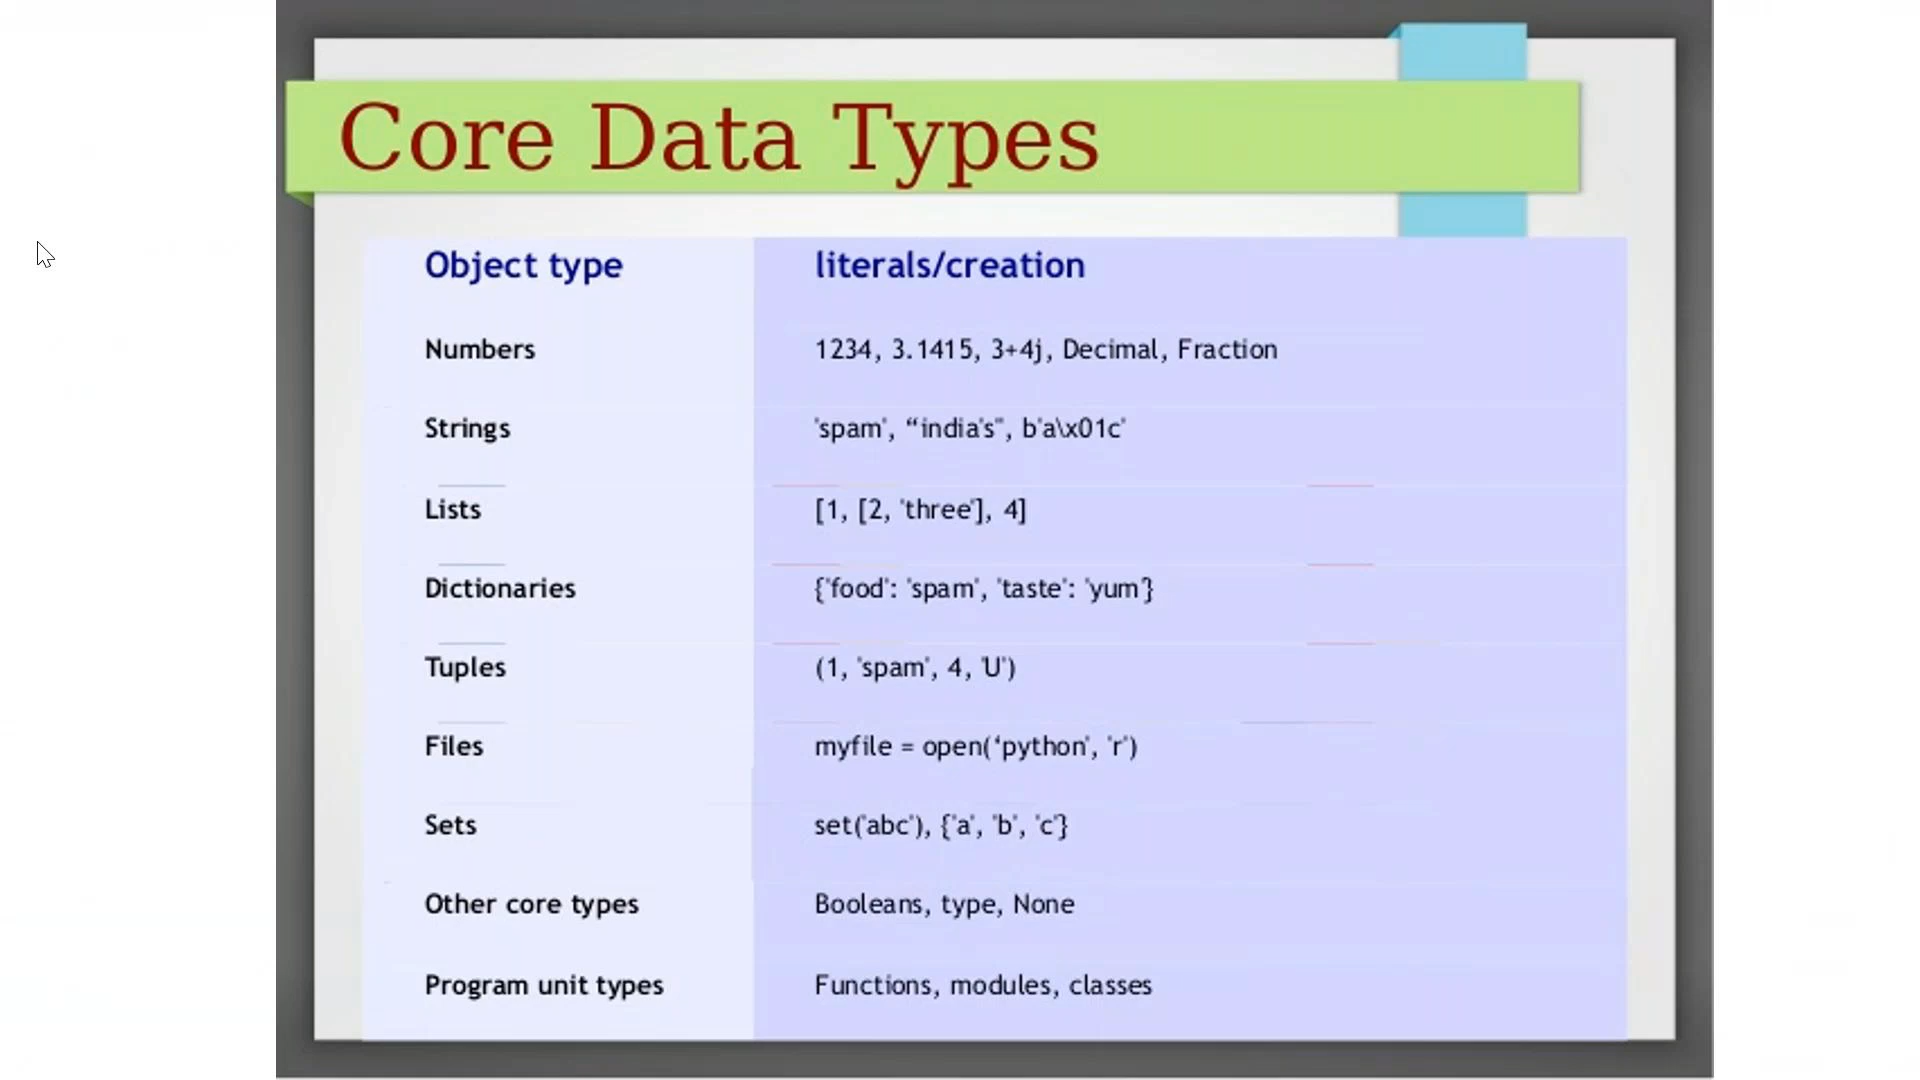 Core Data Types
Object type literals/creation
Numbers 1234, 3.1415, 3+4j, Decimal, Fraction
Strings 'spam', “india's", b'a\x01c'
Lists [1, [2, 'three'], 4]
Dictionaries {'food': 'spam', 'taste': 'yum'}
Tuples (1, 'spam', 4, 'U')
Files myfile = open(‘python', 'r')
Sets set('abc'), {'a', 'b', 'c'}
Other core types Booleans, type, None
Program unit types Functions, modules, classes